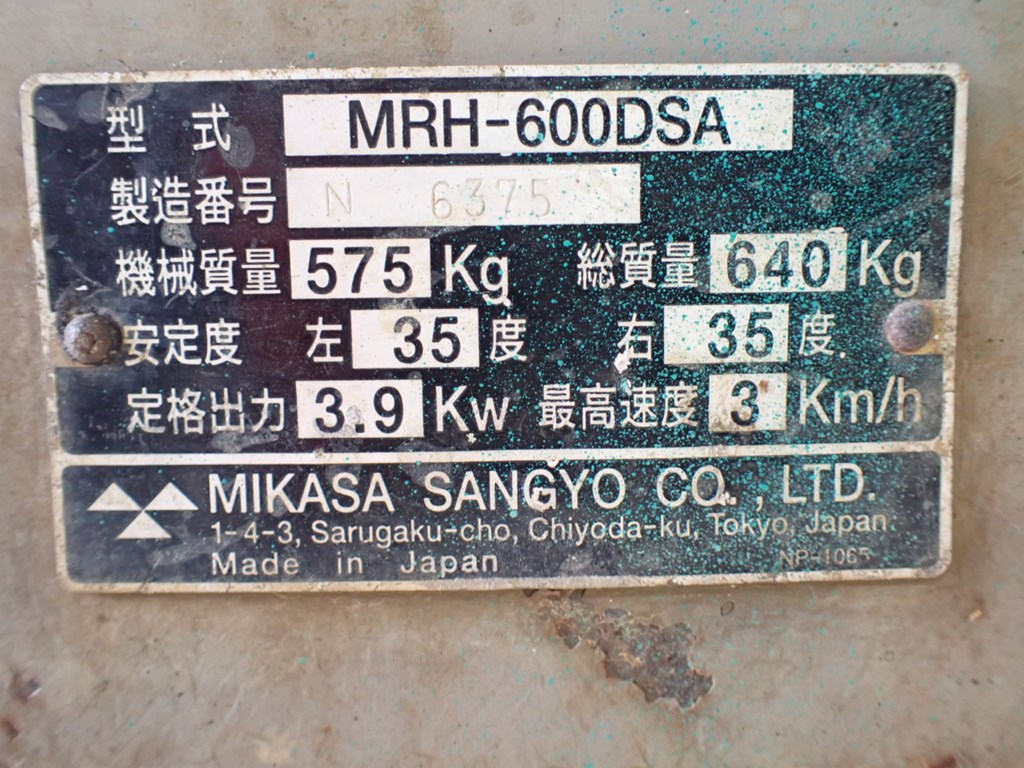 型式 MRH-600DSA
製造番号 N 6375
機械質量 575 Kg 総質量 640 Kg
安定度 左 35 度 右 35 度
定格出力 3.9 Kw 最高速度 3 Km/h
MIKASA SANGYO CO., LTD.
1-4-3, Sarugaku-cho, Chiyoda-ku, Tokyo, Japan.
Made in Japan NP-1065